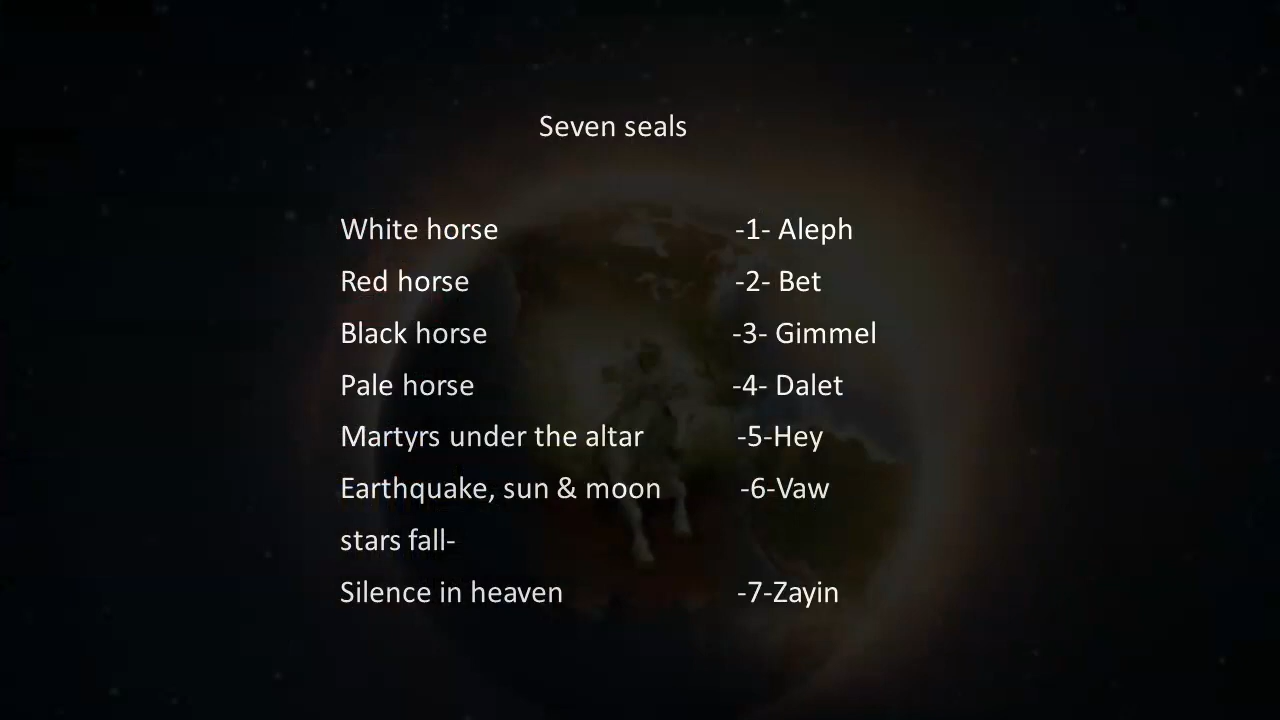 Seven seals
White horse -1- Aleph
Red horse -2- Bet
Black horse -3- Gimmel
Pale horse -4- Dalet
Martyrs under the altar -5-Hey
Earthquake, sun & moon -6-Vaw
stars fall-
Silence in heaven -7-Zayin